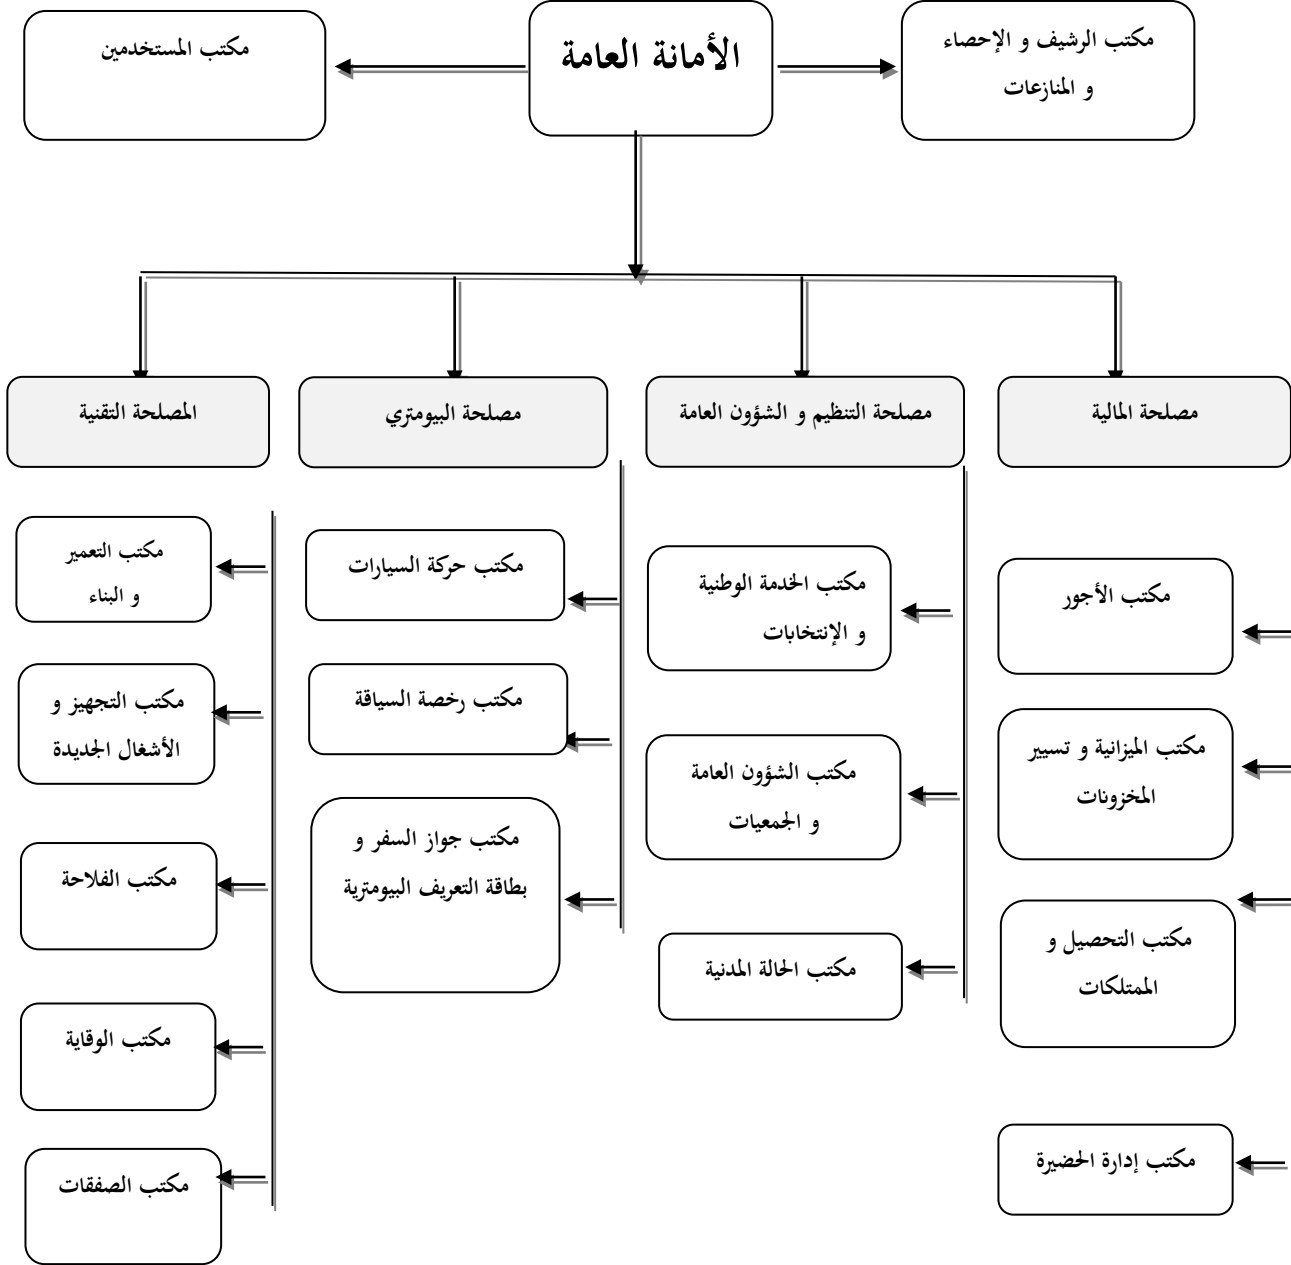 الأمانة العامة
مكتب الرشيف و الإحصاء
و المنازعات
مكتب المستخدمين
مصلحة المالية
مصلحة التنظيم و الشؤون العامة
مصلحة البيومتري
المصلحة التقنية
مكتب الأجور
مكتب الميزانية و تسيير
المخزونات
مكتب التحصيل و
الممتلكات
مكتب إدارة الحضيرة
مكتب الخدمة الوطنية
و الإنتخابات
مكتب الشؤون العامة
و الجمعيات
مكتب الحالة المدنية
مكتب حركة السيارات
مكتب رخصة السياقة
مكتب جواز السفر و
بطاقة التعريف البيومترية
مكتب التعمير
و البناء
مكتب التجهيز و
الأشغال الجديدة
مكتب الفلاحة
مكتب الوقاية
مكتب الصفقات